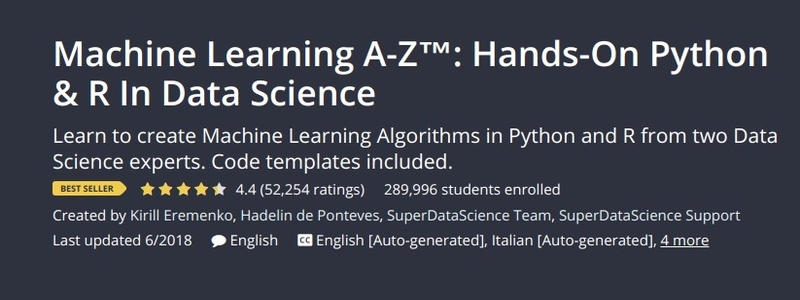 Machine Learning A-Z™: Hands-On Python
& R In Data Science
Learn to create Machine Learning Algorithms in Python and R from two Data
Science experts. Code templates included.
BEST SELLER 4.4 (52,254 ratings) 289,996 students enrolled
Created by Kirill Eremenko, Hadelin de Ponteves, SuperDataScience Team, SuperDataScience Support
Last updated 6/2018 English CC English [Auto-generated], Italian [Auto-generated], 4 more